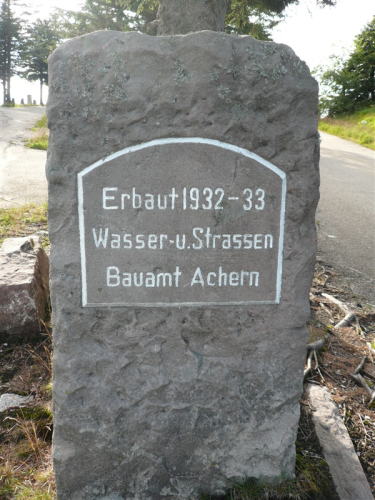 Erbaut 1932-33
Wasser-u. Strassen
Bauamt Achern